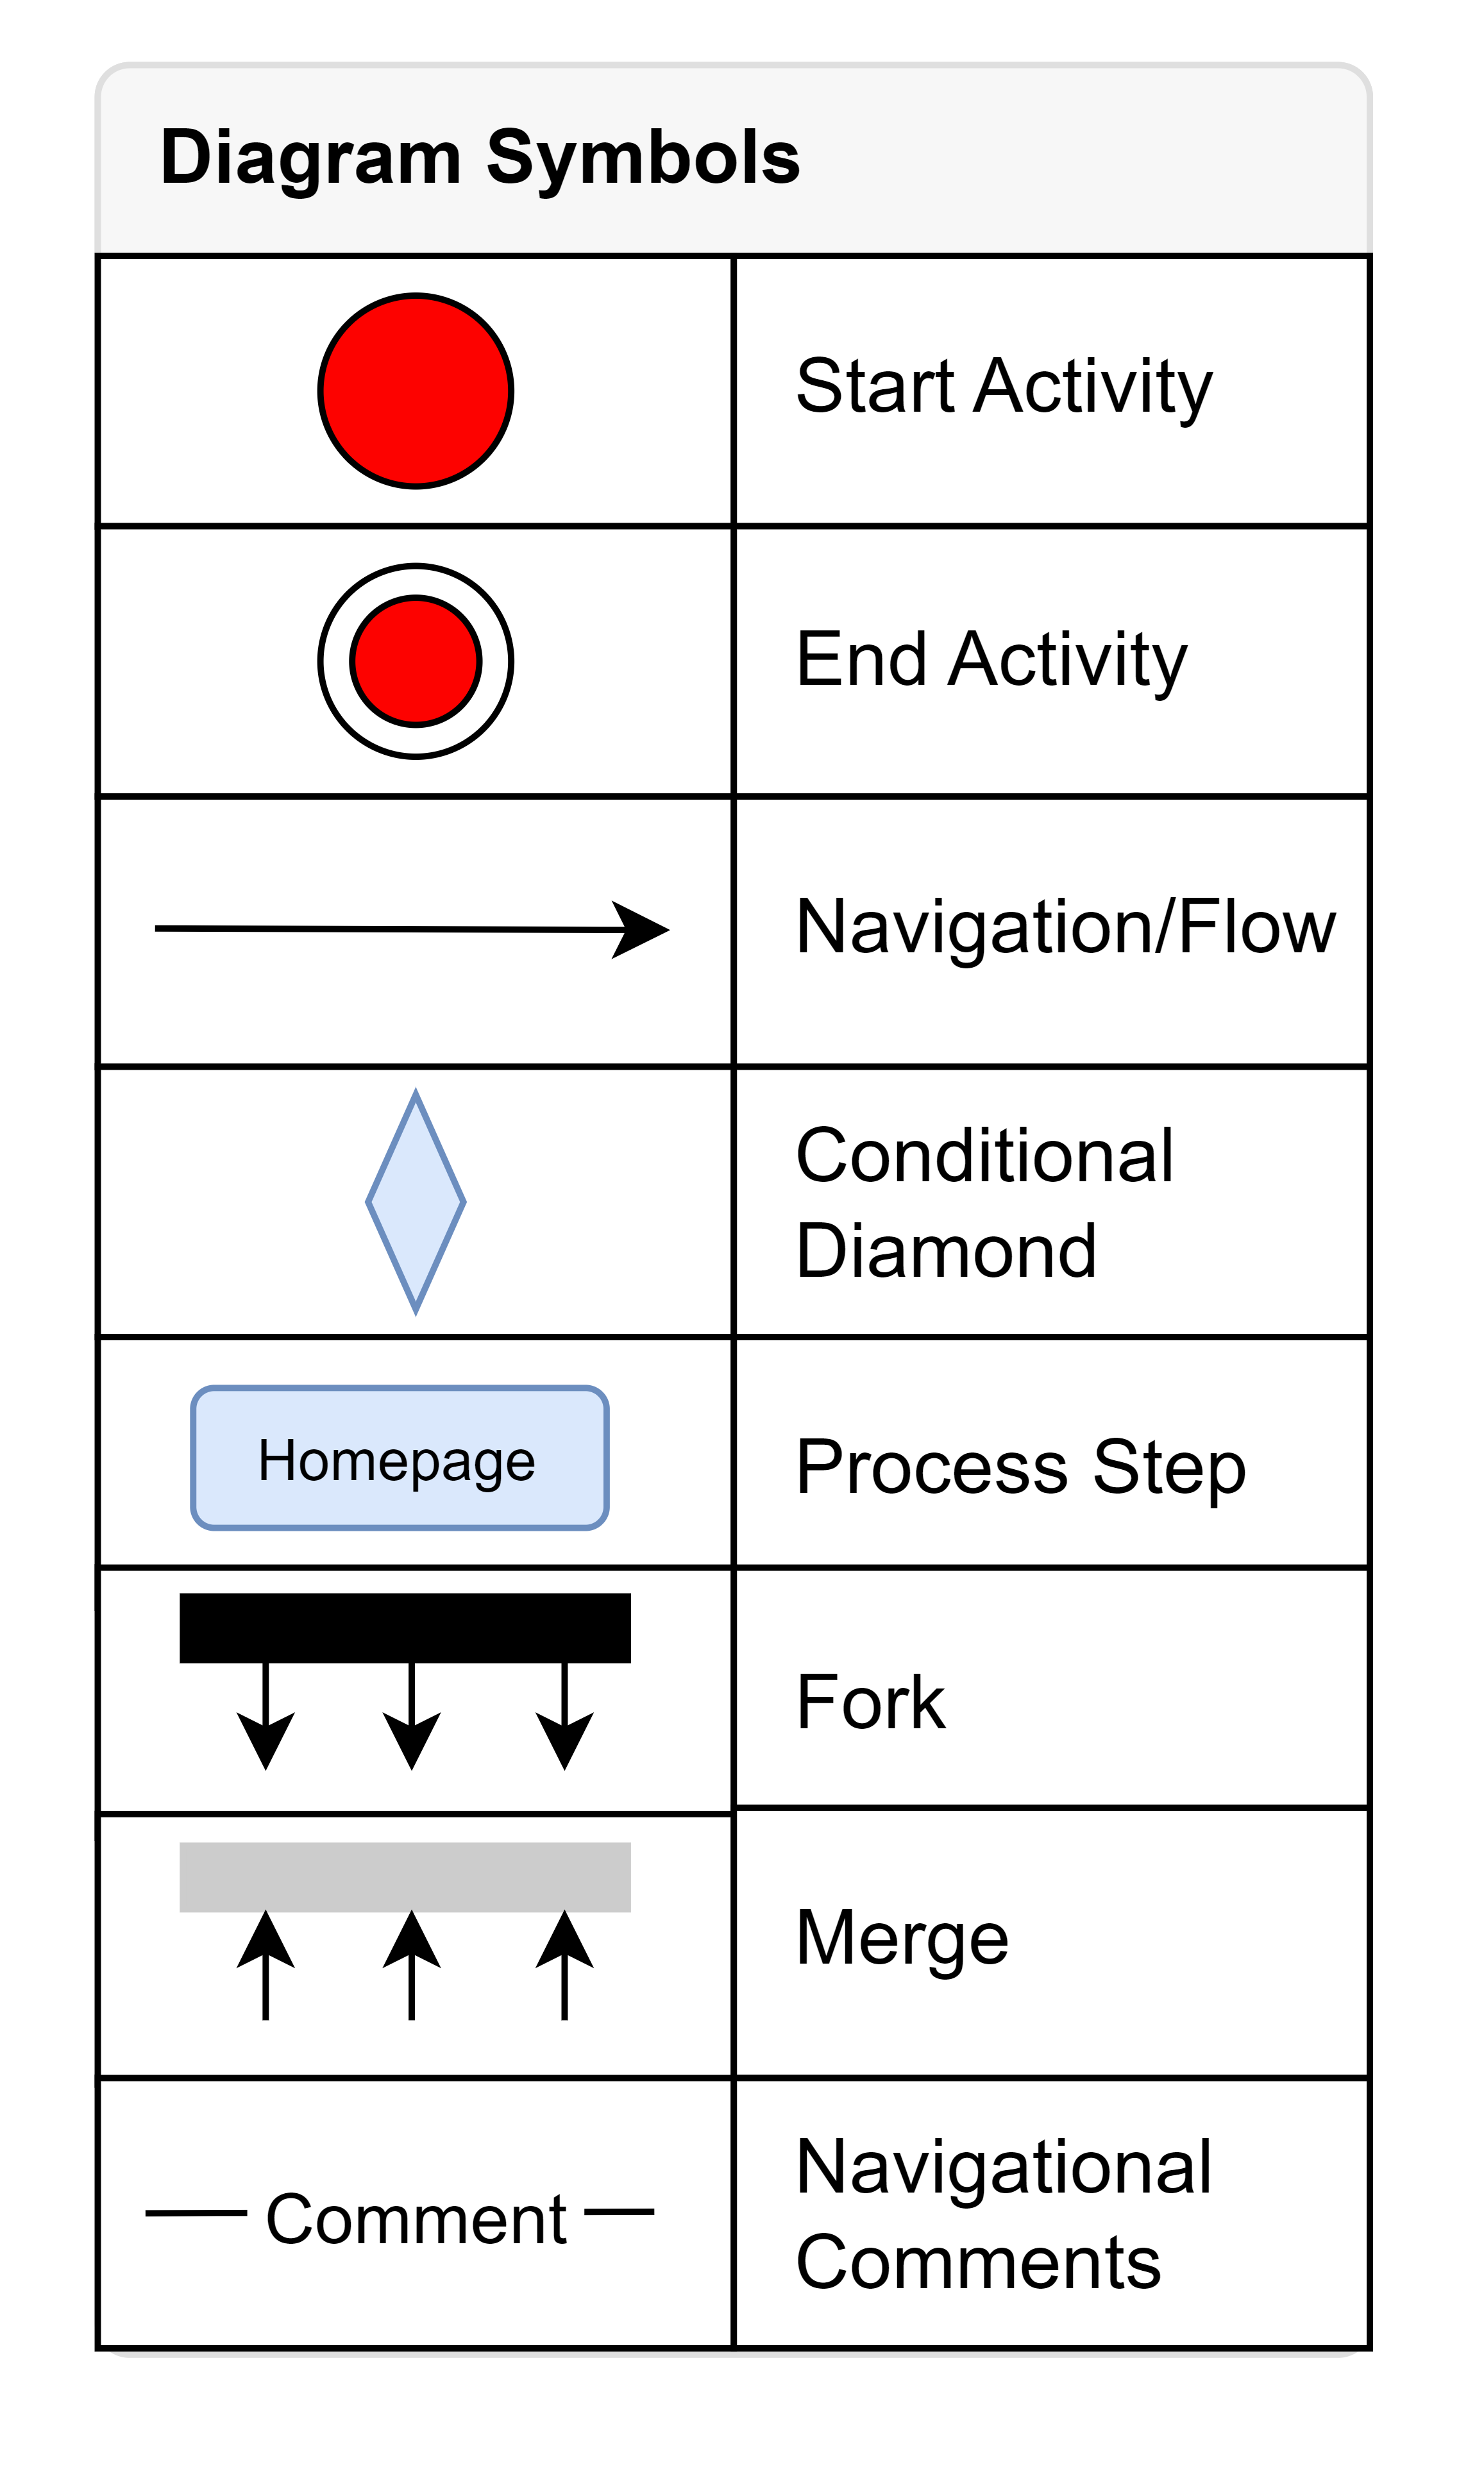 Diagram Symbols
Start Activity
End Activity
Navigation/Flow
Conditional
Diamond
Homepage
Process Step
Fork
Merge
Comment
Navigational
Comments